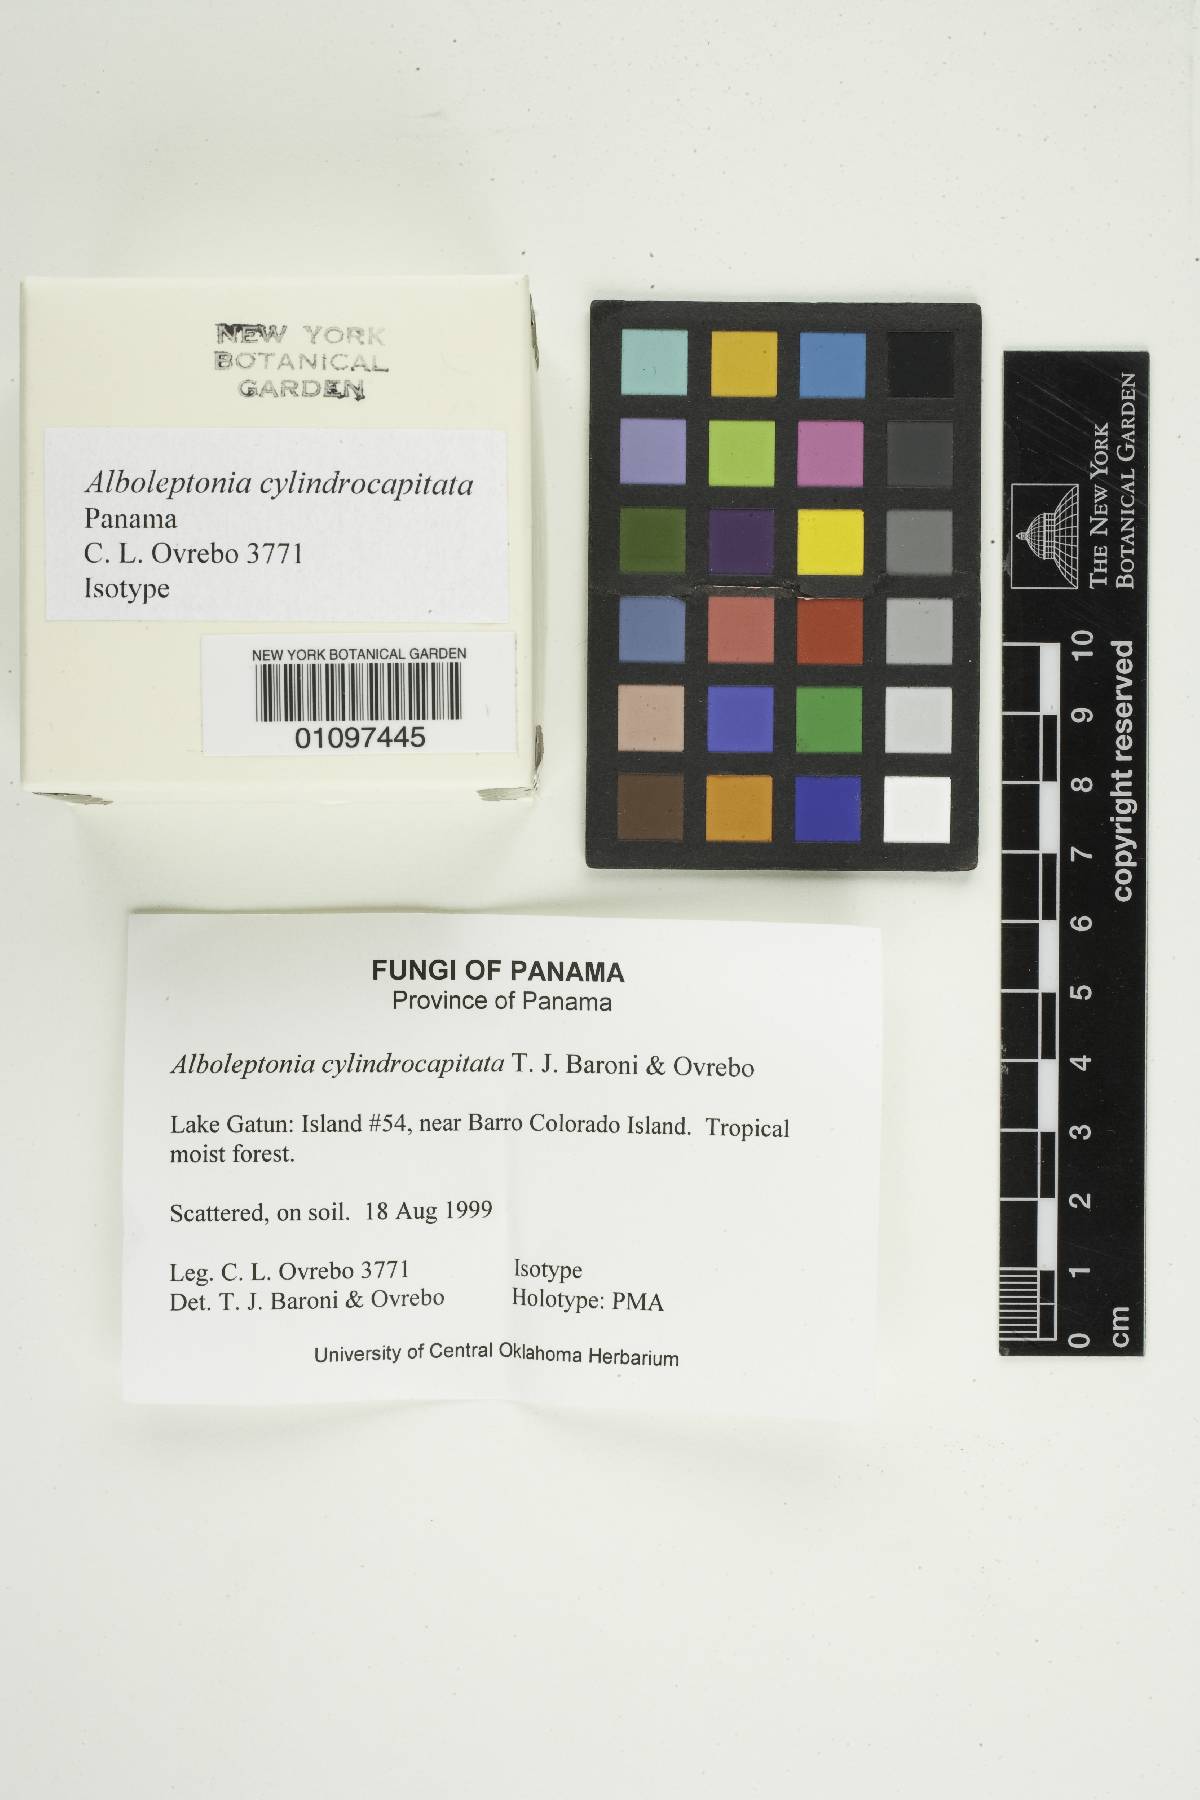 NEW YORK
BOTANICAL
GARDEN
Alboleptonia cylindrocapitata
Panama
C. L. Ovrebo 3771
Isotype
NEW YORK BOTANICAL GARDEN
01097445
THE NEW YORK
BOTANICAL GARDEN
copyright reserved
10
9
8
7
6
5
4
3
2
1
0
cm
FUNGI OF PANAMA
Province of Panama
Alboleptonia cylindrocapitata T. J. Baroni & Ovrebo
Lake Gatun: Island #54, near Barro Colorado Island. Tropical
moist forest.
Scattered, on soil. 18 Aug 1999
Leg. C. L. Ovrebo 3771 Isotype
Det. T. J. Baroni & Ovrebo Holotype: PMA
University of Central Oklahoma Herbarium